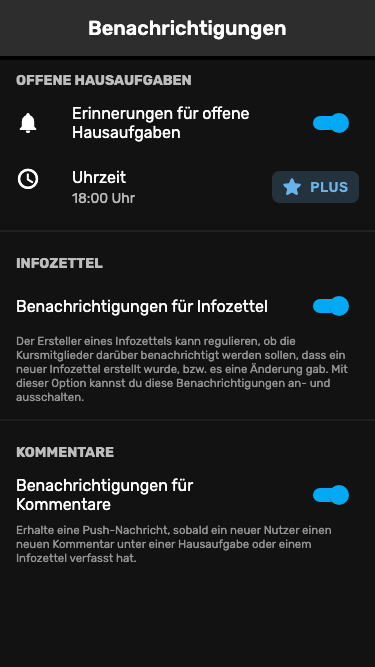 Benachrichtigungen
OFFENE HAUSAUFGABEN
Erinnerungen für offene
Hausaufgaben
Uhrzeit
18:00 Uhr
PLUS
INFOZETTEL
Benachrichtigungen für Infozettel
Der Ersteller eines Infozettels kann regulieren, ob die
Kursmitglieder darüber benachrichtigt werden sollen, dass ein
neuer Infozettel erstellt wurde, bzw. es eine Änderung gab. Mit
dieser Option kannst du diese Benachrichtigungen an- und
ausschalten.
KOMMENTARE
Benachrichtigungen für
Kommentare
Erhalte eine Push-Nachricht, sobald ein neuer Nutzer einen
neuen Kommentar unter einer Hausaufgabe oder einem
Infozettel verfasst hat.